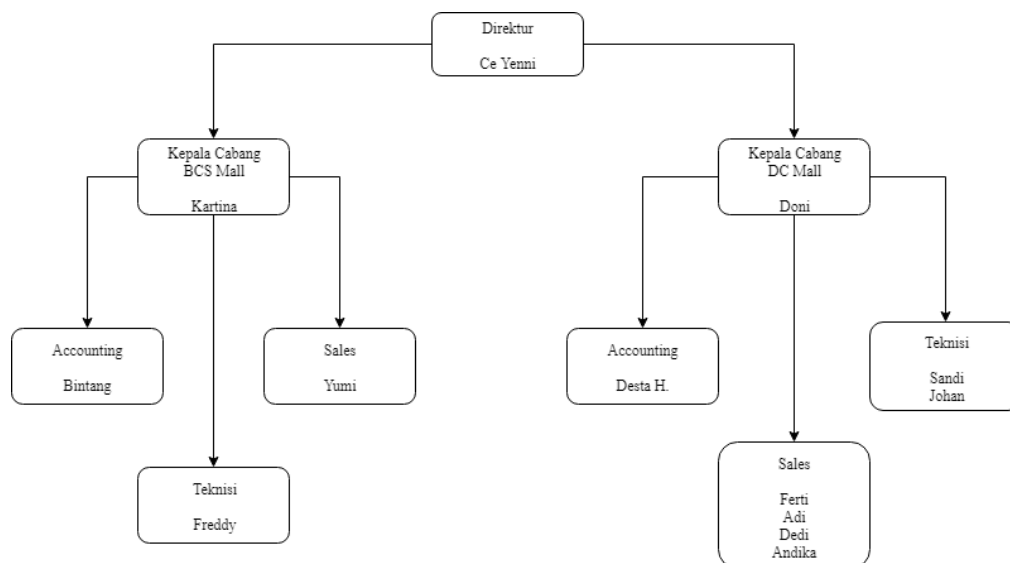 Direktur
Ce Yenni
Kepala Cabang
BCS Mall
Kartina
Kepala Cabang
DC Mall
Doni
Accounting
Bintang
Sales
Yumi
Teknisi
Freddy
Accounting
Desta H.
Teknisi
Sandi
Johan
Sales
Ferti
Adi
Dedi
Andika